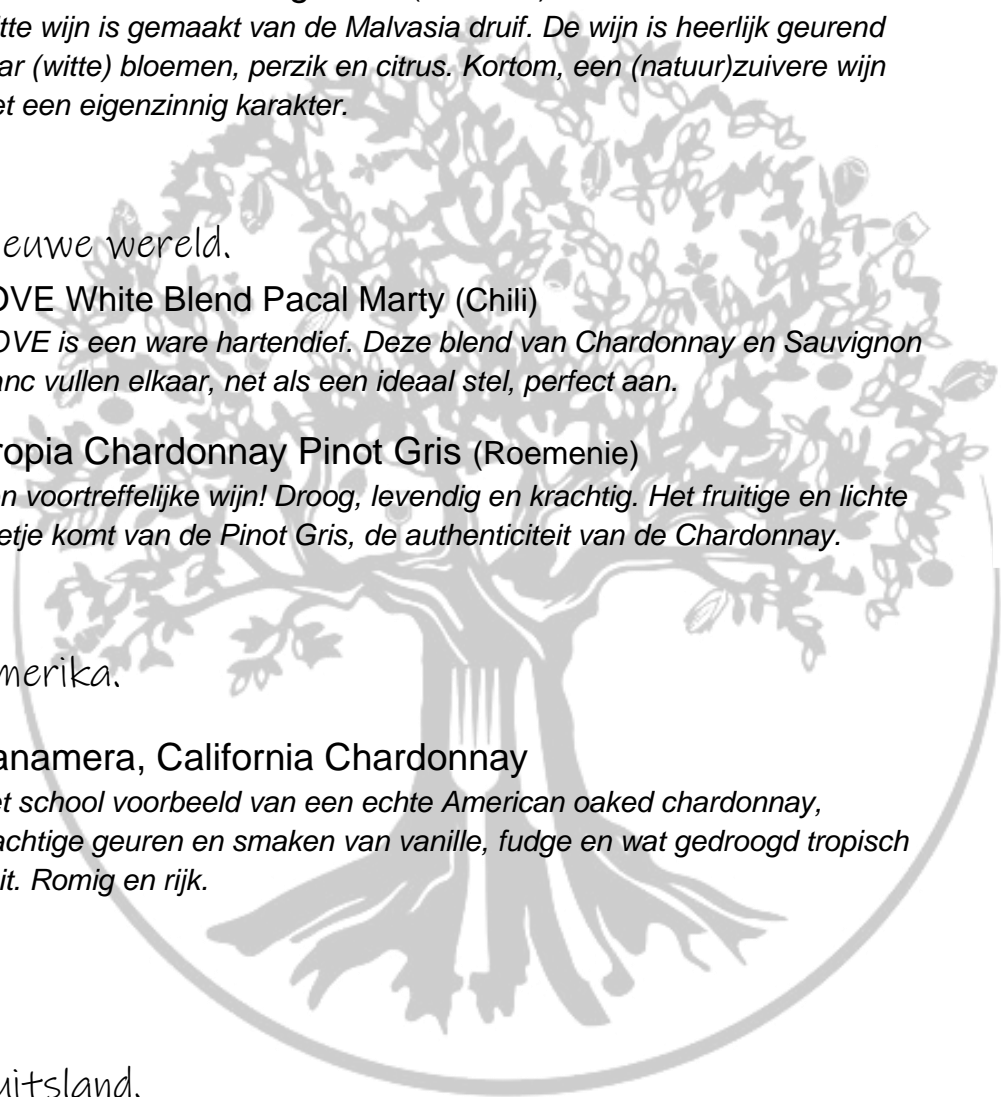 tte wijn is gemaakt van de Malvasia druif. De wijn is heerlijk geurend
ar (witte) bloemen, perzik en citrus. Kortom, een (natuur)zuivere wijn
et een eigenzinnig karakter.
euwe wereld.
OVE White Blend Pacal Marty (Chili)
OVE is een ware hartendief. Deze blend van Chardonnay en Sauvignon
anc vullen elkaar, net als een ideaal stel, perfect aan.
ropia Chardonnay Pinot Gris (Roemenie)
n voortreffelijke wijn! Droog, levendig en krachtig. Het fruitige en lichte
etje komt van de Pinot Gris, de authenticiteit van de Chardonnay.
merika.
anamera, California Chardonnay
et school voorbeeld van een echte American oaked chardonnay,
achtige geuren en smaken van vanille, fudge en wat gedroogd tropisch
it. Romig en rijk.
uitsland.